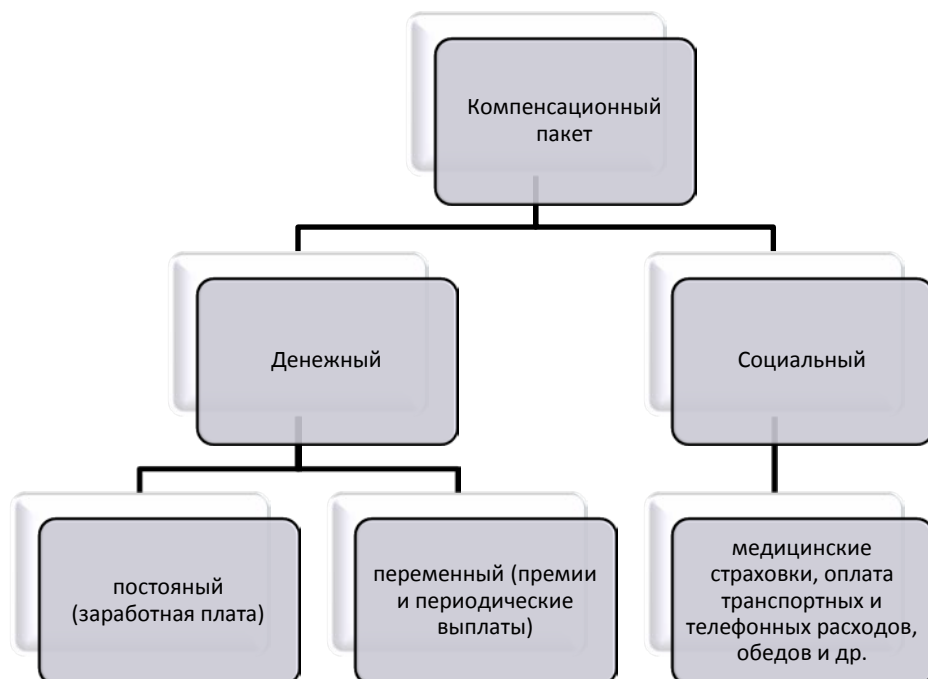 Компенсационный
пакет
Денежный
Социальный
постояный
(заработная плата)
переменный (премии
и периодические
выплаты)
медицинские
страховки, оплата
транспортных и
телефонных расходов,
обедов и др.